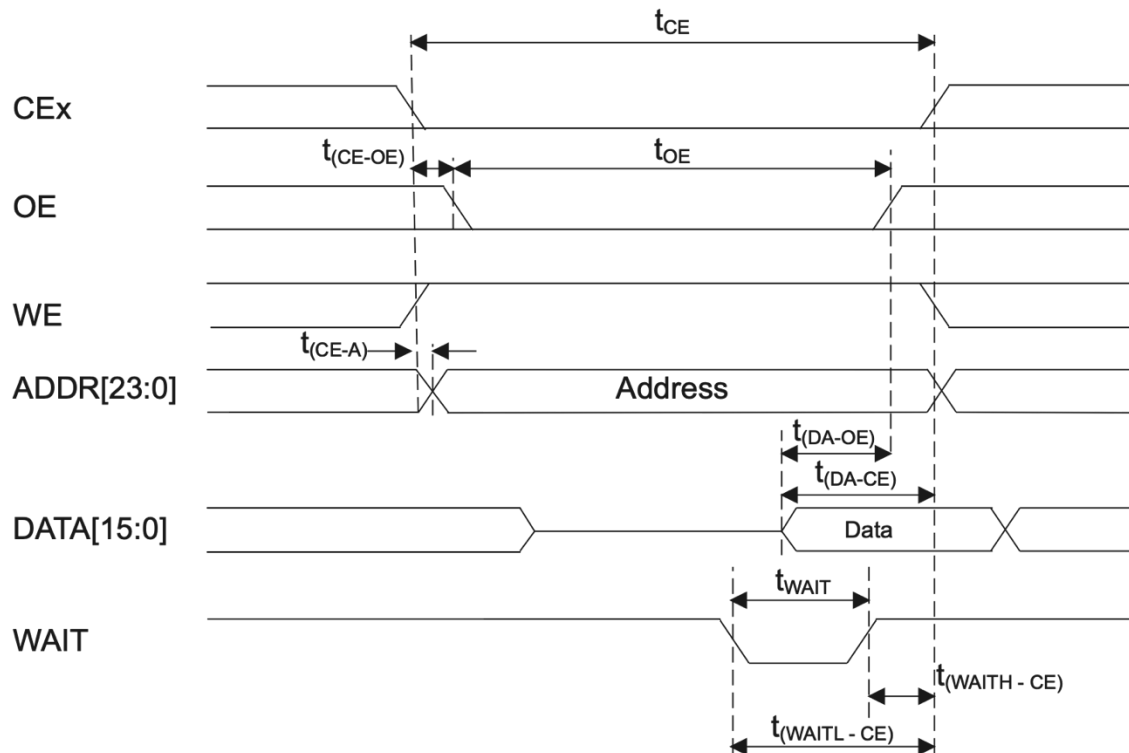 tCE
CEx
t(CE-OE)
tOE
OE
WE
t(CE-A)
ADDR[23:0]
Address
t(DA-OE)
t(DA-CE)
DATA[15:0]
Data
tWAIT
WAIT
t(WAITH - CE)
t(WAITL - CE)